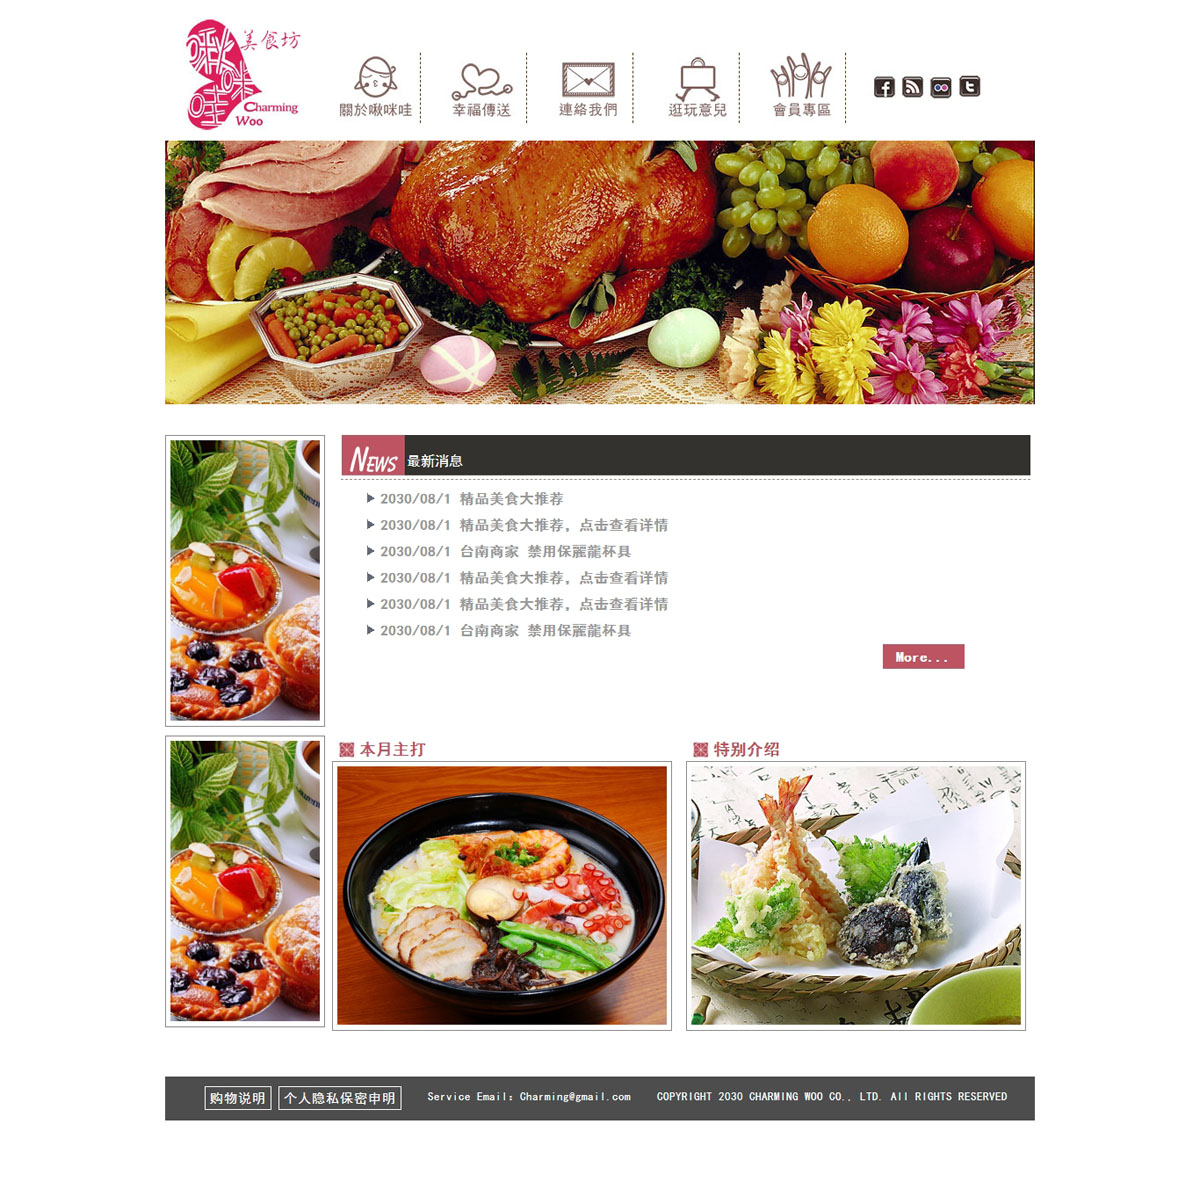 啾咪哇
美食坊
Charming
Woo
關於啾咪哇
幸福傳送
連絡我們
逛玩意兒
會員專區
News 最新消息
2030/08/1 精品美食大推荐
2030/08/1 精品美食大推荐，点击查看详情
2030/08/1 台南商家 禁用保麗龍杯具
2030/08/1 精品美食大推荐，点击查看详情
2030/08/1 精品美食大推荐，点击查看详情
2030/08/1 台南商家 禁用保麗龍杯具
More...
本月主打
特别介绍
购物说明 个人隐私保密申明 Service Email：Charming@gmail.com COPYRIGHT 2030 CHARMING WOO CO., LTD. All RIGHTS RESERVED